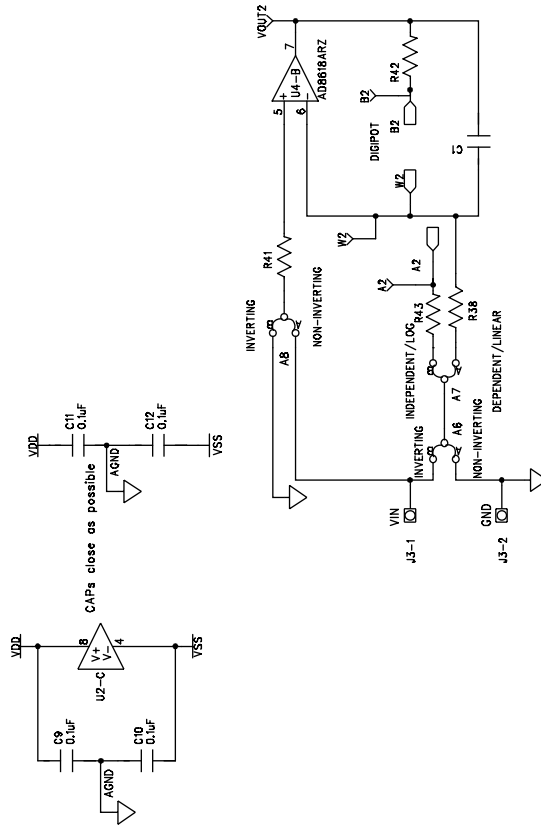 VOUT2
7
U4-B
AD8618ARZ
5
+
6
−
R42
B2
B2
DIGIPOT
W2
W2
C1
R41
INVERTING
B
A
A8
NON-INVERTING
A2
A2
R43
R38
INDEPENDENT/LOG
B
A
A7
DEPENDENT/LINEAR
INVERTING
B
A
A6
NON-INVERTING
VIN
J3-1
GND
J3-2
VDD
C11
0.1uF
AGND
C12
0.1uF
VSS
CAPs close as possible
VDD
8
V+
V-
4
U2-C
VSS
C9
0.1uF
C10
0.1uF
AGND